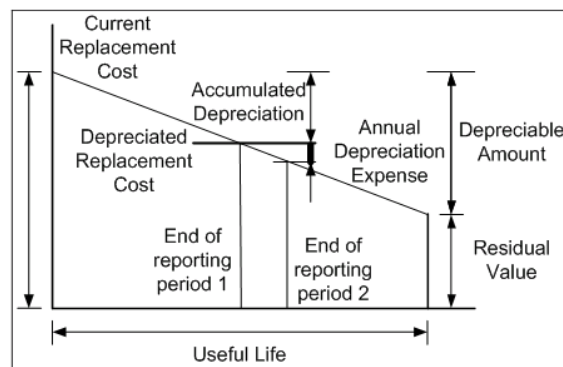 Current
Replacement
Cost
Accumulated
Depreciation
Depreciated
Replacement
Cost
Annual
Depreciation
Expense
Depreciable
Amount
End of
reporting
period 1
End of
reporting
period 2
Residual
Value
Useful Life